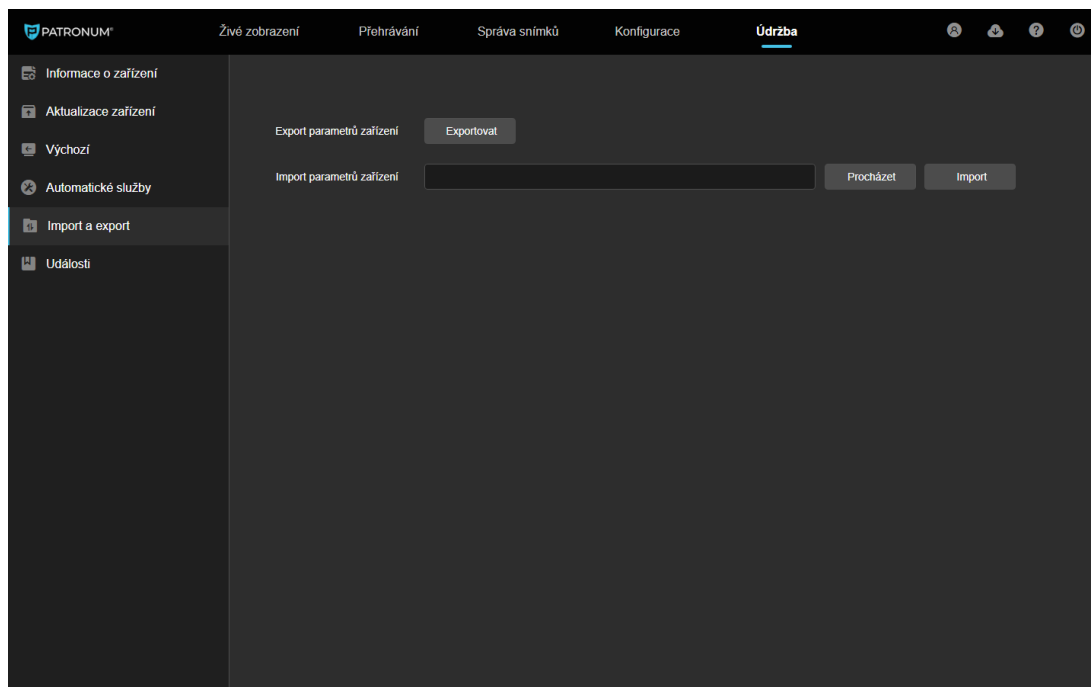 PATRONUM®
Živé zobrazení
Přehrávání
Správa snímků
Konfigurace
Údržba
Informace o zařízení
Aktualizace zařízení
Výchozí
Automatické služby
Import a export
Události
Export parametrů zařízení
Exportovat
Import parametrů zařízení
Procházet
Import